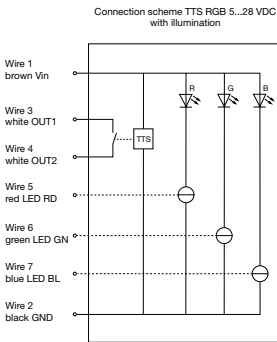 Connection scheme TTS RGB 5...28 VDC
with illumination
Wire 1
brown Vin
R
G
B
Wire 3
white OUT1
TTS
Wire 4
white OUT2
Wire 5
red LED RD
Wire 6
green LED GN
Wire 7
blue LED BL
Wire 2
black GND